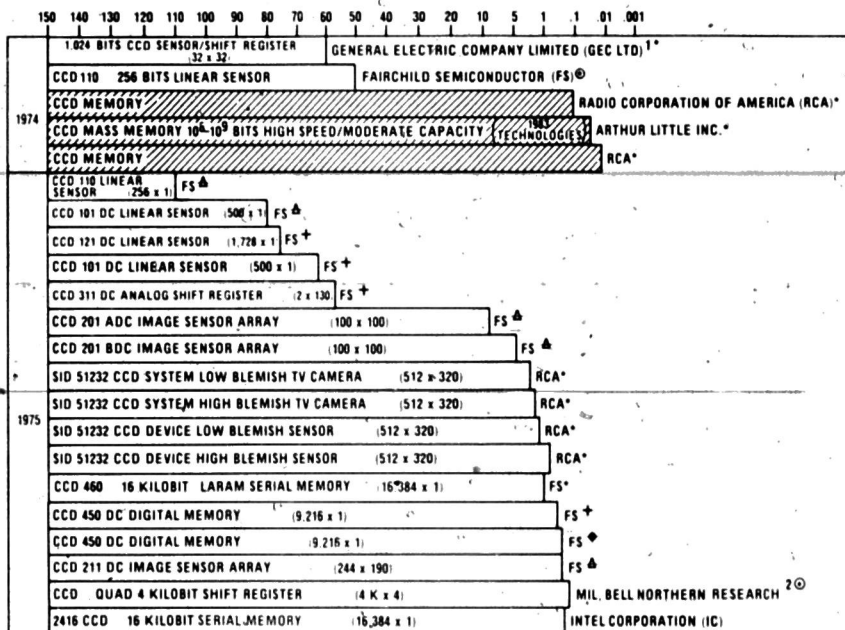 150 130 110 100 90 80 70 60 50 40 30 20 10 5 1 .1 .01 .001
1974
1,024 BITS CCD SENSOR/SHIFT REGISTER (32 x 32) GENERAL ELECTRIC COMPANY LIMITED (GEC LTD)1*
CCD 110 256 BITS LINEAR SENSOR FAIRCHILD SEMICONDUCTOR (FS)⊙
CCD MEMORY RADIO CORPORATION OF AMERICA (RCA)*
CCD MASS MEMORY 10⁶-10⁹ BITS HIGH SPEED/MODERATE CAPACITY 1983 TECHNOLOGIES ARTHUR LITTLE INC.*
CCD MEMORY RCA*
1975
CCD 110 LINEAR SENSOR (256 x 1) FS △
CCD 101 DC LINEAR SENSOR (500 x 1) FS △
CCD 121 DC LINEAR SENSOR (1,728 x 1 FS +
CCD 101 DC LINEAR SENSOR (500 x 1) FS +
CCD 311 DC ANALOG SHIFT REGISTER (2 x 130. FS +
CCD 201 ADC IMAGE SENSOR ARRAY (100 x 100) FS △
CCD 201 BDC IMAGE SENSOR ARRAY (100 x 100) FS △
SID 51232 CCD SYSTEM LOW BLEMISH TV CAMERA (512 x 320) RCA*
SID 51232 CCD SYSTEM HIGH BLEMISH TV CAMERA (512 x 320) RCA*
SID 51232 CCD DEVICE LOW BLEMISH SENSOR (512 x 320) RCA*
SID 51232 CCD DEVICE HIGH BLEMISH SENSOR (512 x 320) RCA*
CCD 460 16 KILOBIT LARAM SERIAL MEMORY (16,384 x 1) FS*
CCD 450 DC DIGITAL MEMORY (9,216 x 1) FS +
CCD 450 DC DIGITAL MEMORY (9,216 x 1) FS ◆
CCD 211 DC IMAGE SENSOR ARRAY (244 x 190) FS △
CCD QUAD 4 KILOBIT SHIFT REGISTER (4 K x 4) MIL, BELL NORTHERN RESEARCH 2⊙
2416 CCD 16 KILOBIT SERIAL MEMORY (16,384 x 1) INTEL CORPORATION (IC)